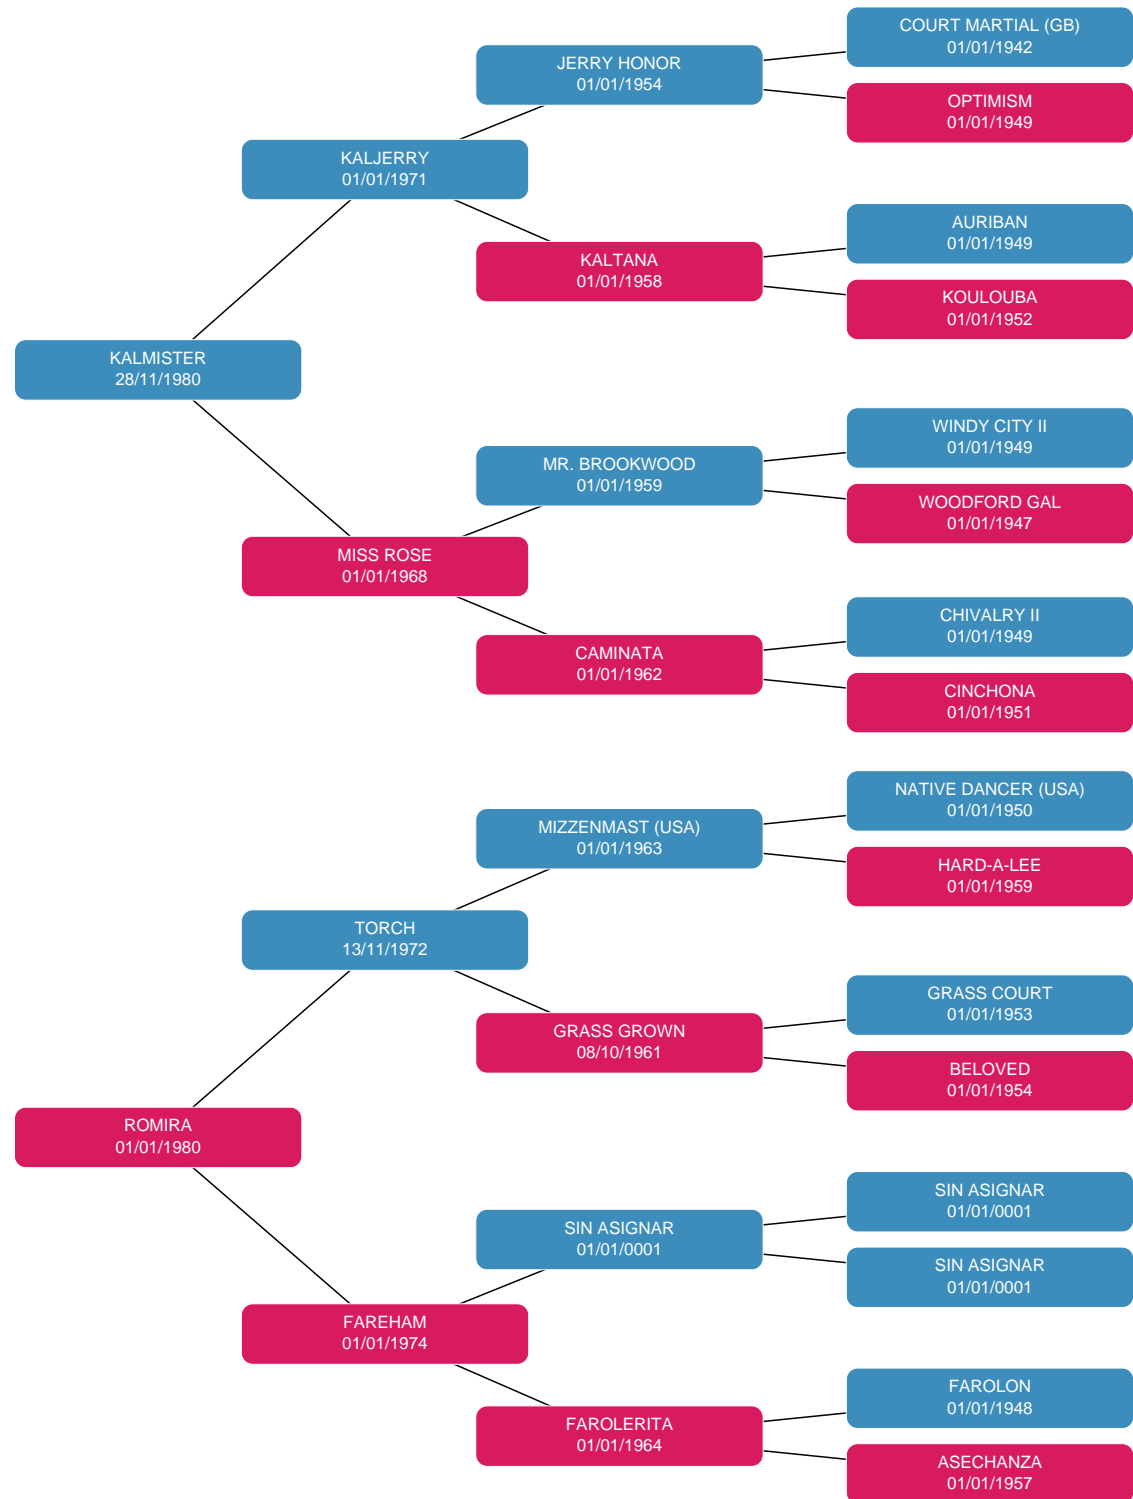 COURT MARTIAL (GB)
01/01/1942
JERRY HONOR
01/01/1954
OPTIMISM
01/01/1949
KALJERRY
01/01/1971
AURIBAN
01/01/1949
KALTANA
01/01/1958
KOULOUBA
01/01/1952
KALMISTER
28/11/1980
WINDY CITY II
01/01/1949
MR. BROOKWOOD
01/01/1959
WOODFORD GAL
01/01/1947
MISS ROSE
01/01/1968
CHIVALRY II
01/01/1949
CAMINATA
01/01/1962
CINCHONA
01/01/1951
NATIVE DANCER (USA)
01/01/1950
MIZZENMAST (USA)
01/01/1963
HARD-A-LEE
01/01/1959
TORCH
13/11/1972
GRASS COURT
01/01/1953
GRASS GROWN
08/10/1961
BELOVED
01/01/1954
ROMIRA
01/01/1980
SIN ASIGNAR
01/01/0001
SIN ASIGNAR
01/01/0001
SIN ASIGNAR
01/01/0001
FAREHAM
01/01/1974
FAROLON
01/01/1948
FAROLERITA
01/01/1964
ASECHANZA
01/01/1957